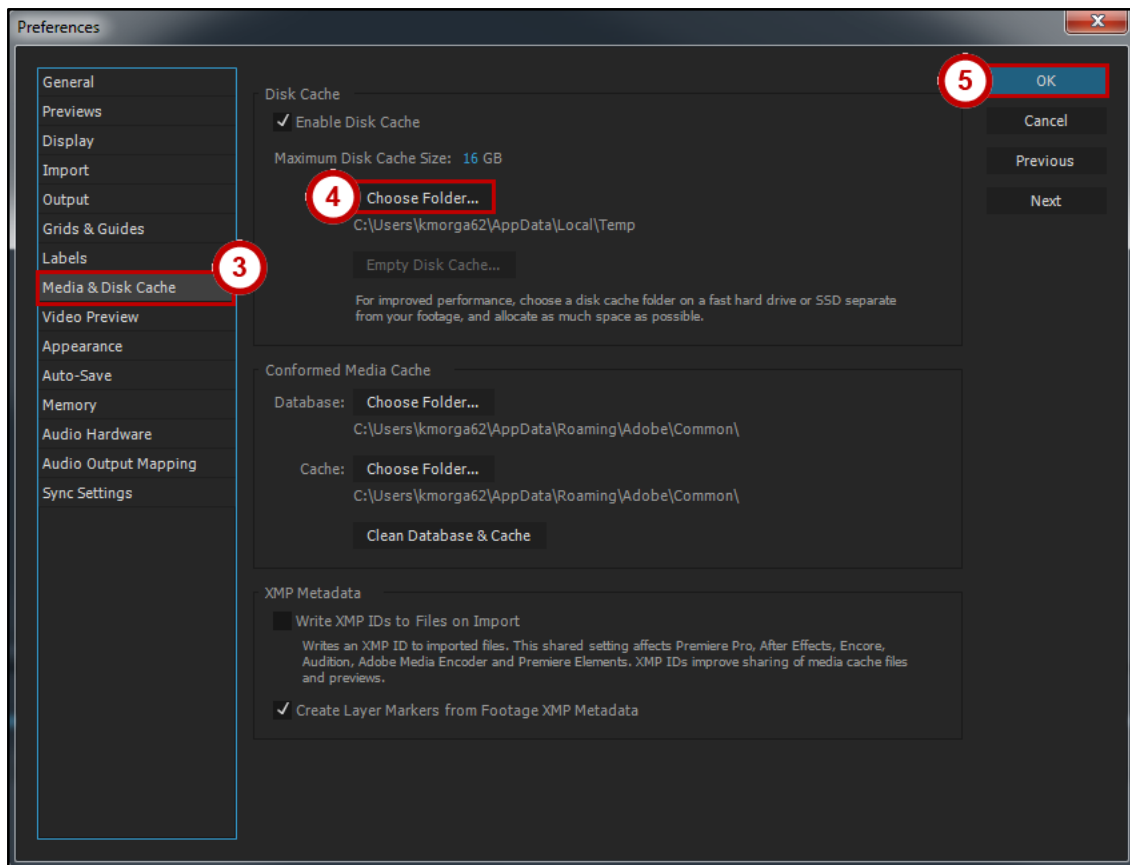 Preferences
General
Previews
Display
Import
Output
Grids & Guides
Labels
3
Media & Disk Cache
Video Preview
Appearance
Auto-Save
Memory
Audio Hardware
Audio Output Mapping
Sync Settings
Disk Cache
Enable Disk Cache
Maximum Disk Cache Size: 16 GB
4
Choose Folder...
C:\Users\kmorga62\AppData\Local\Temp
Empty Disk Cache...
For improved performance, choose a disk cache folder on a fast hard drive or SSD separate
from your footage, and allocate as much space as possible.
Conformed Media Cache
Database: Choose Folder...
C:\Users\kmorga62\AppData\Roaming\Adobe\Common\
Cache: Choose Folder...
C:\Users\kmorga62\AppData\Roaming\Adobe\Common\
Clean Database & Cache
XMP Metadata
Write XMP IDs to Files on Import
Writes an XMP ID to imported files. This shared setting affects Premiere Pro, After Effects, Encore,
Audition, Adobe Media Encoder and Premiere Elements. XMP IDs improve sharing of media cache files
and previews.
Create Layer Markers from Footage XMP Metadata
5
OK
Cancel
Previous
Next